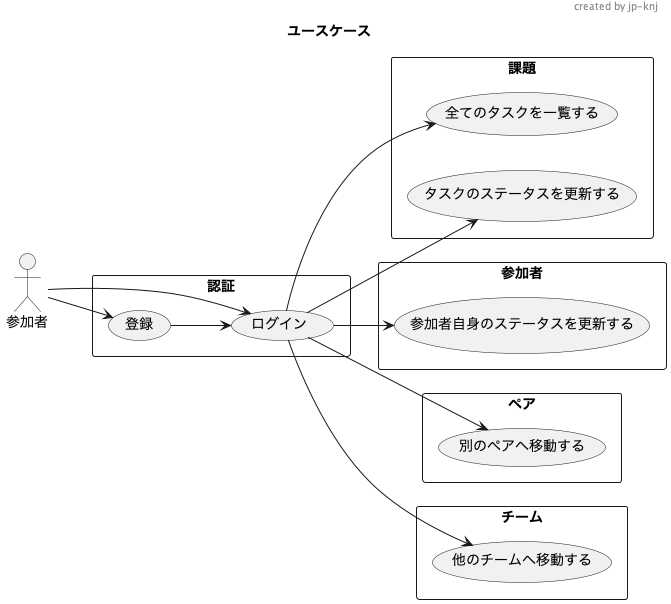 created by jp-knj
ユースケース
課題
全てのタスクを一覧する
タスクのステータスを更新する
参加者
認証
登録
ログイン
参加者
参加者自身のステータスを更新する
ペア
別のペアへ移動する
チーム
他のチームへ移動する